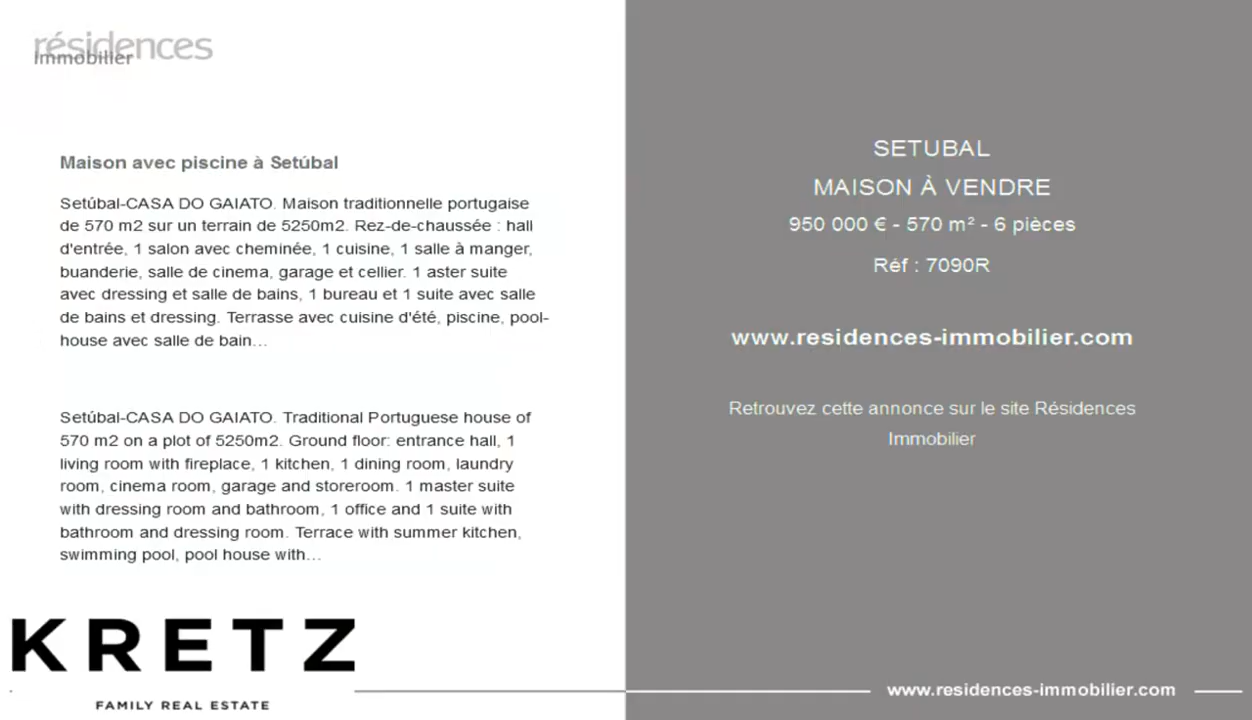 résidences
Immobilier
Maison avec piscine à Setúbal
Setúbal-CASA DO GAIATO. Maison traditionnelle portugaise
de 570 m2 sur un terrain de 5250m2. Rez-de-chaussée : hall
d'entrée, 1 salon avec cheminée, 1 cuisine, 1 salle à manger,
buanderie, salle de cinema, garage et cellier. 1 aster suite
avec dressing et salle de bains, 1 bureau et 1 suite avec salle
de bains et dressing. Terrasse avec cuisine d'été, piscine, pool-
house avec salle de bain...
Setúbal-CASA DO GAIATO. Traditional Portuguese house of
570 m2 on a plot of 5250m2. Ground floor: entrance hall, 1
living room with fireplace, 1 kitchen, 1 dining room, laundry
room, cinema room, garage and storeroom. 1 master suite
with dressing room and bathroom, 1 office and 1 suite with
bathroom and dressing room. Terrace with summer kitchen,
swimming pool, pool house with...
KRETZ
FAMILY REAL ESTATE
SETUBAL
MAISON À VENDRE
950 000 € - 570 m² - 6 pièces
Réf : 7090R
www.residences-immobilier.com
Retrouvez cette annonce sur le site Résidences
Immobilier
www.residences-immobilier.com